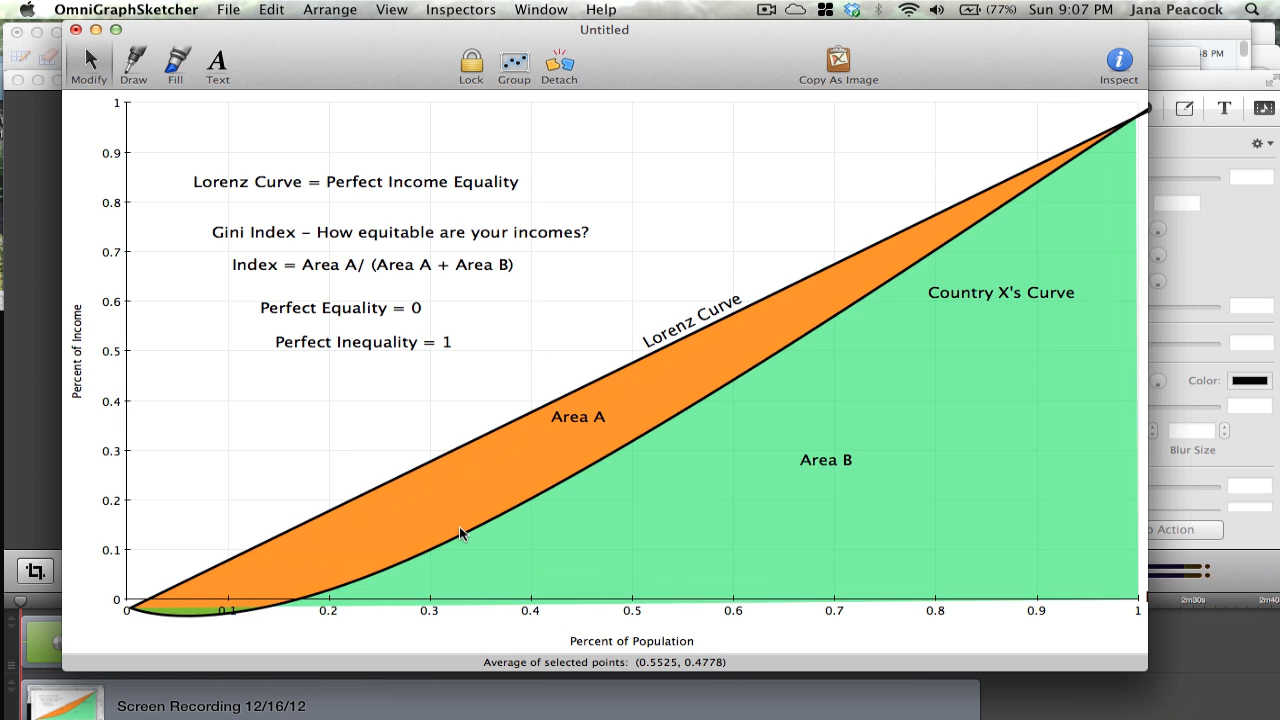 OmniGraphSketcher File Edit Arrange View Inspectors Window Help (77%) Sun 9:07 PM Jana Peacock
Untitled
8 PM
Modify Draw Fill Text Lock Group Detach Copy As Image Inspect
T
1
0.9
0.8
0.7
0.6
0.5
0.4
0.3
0.2
0.1
0
Percent of Income
Lorenz Curve = Perfect Income Equality
Gini Index - How equitable are your incomes?
Index = Area A/ (Area A + Area B)
Perfect Equality = 0
Perfect Inequality = 1
Lorenz Curve
Country X's Curve
Area A
Area B
0 0.1 0.2 0.3 0.4 0.5 0.6 0.7 0.8 0.9 1
Percent of Population
Average of selected points: (0.5525, 0.4778)
Color:
Blur Size
Action
2m30s 2m40
Screen Recording 12/16/12